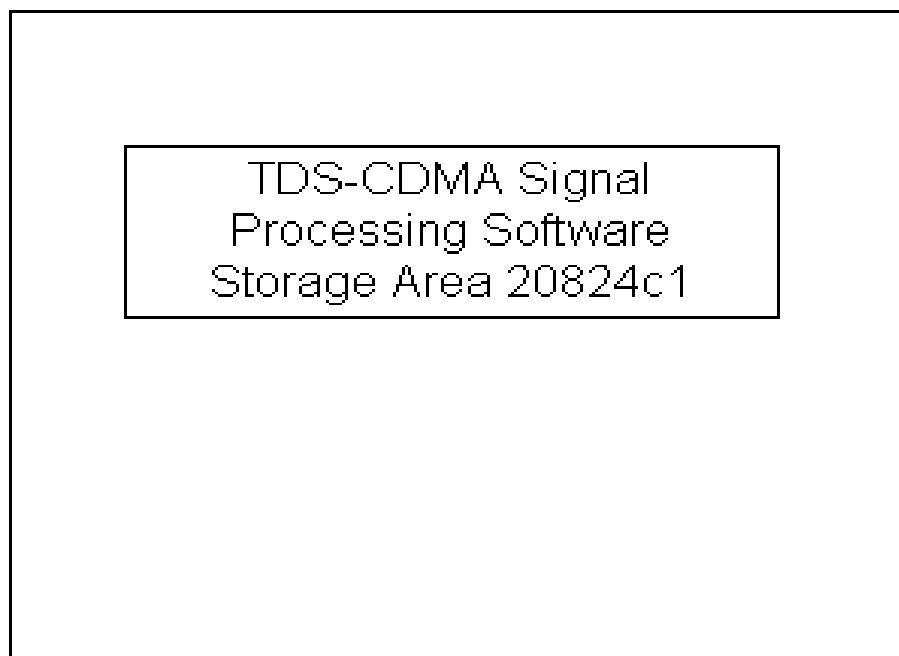 TDS-CDMA Signal
Processing Software
Storage Area 20824c1